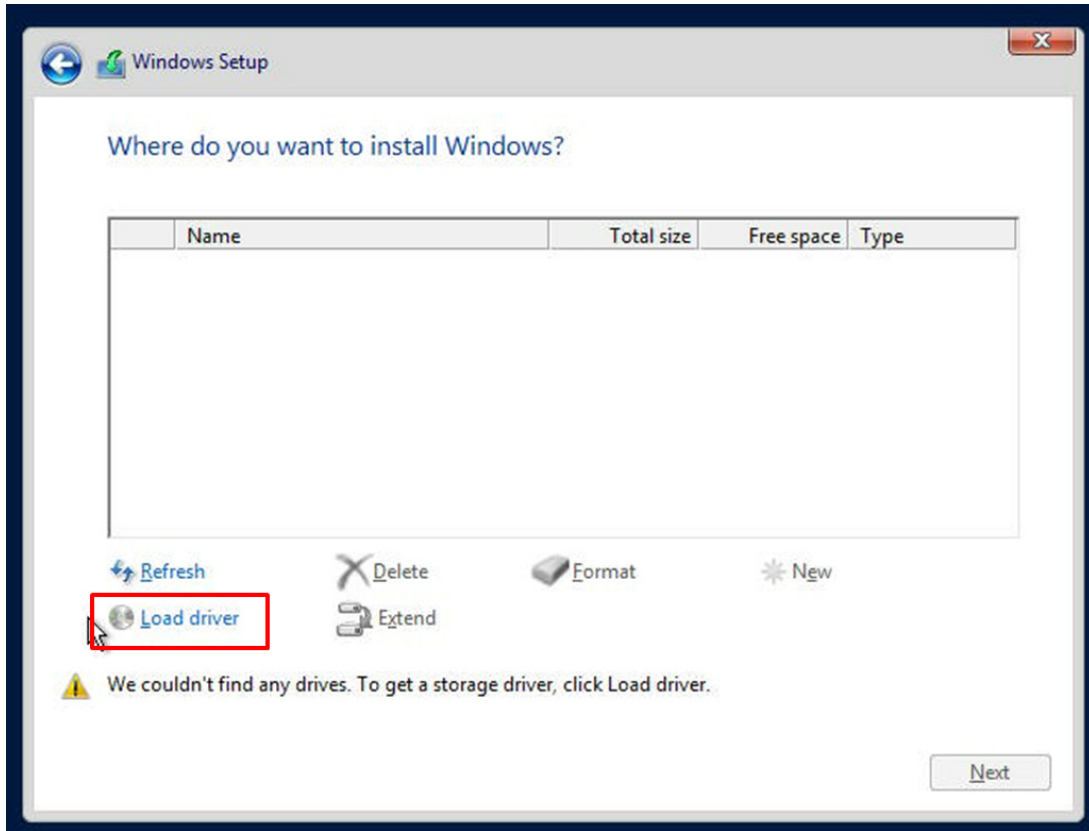 Windows Setup
Where do you want to install Windows?
Name Total size Free space Type
Refresh Delete Format New
Load driver Extend
We couldn't find any drives. To get a storage driver, click Load driver.
Next